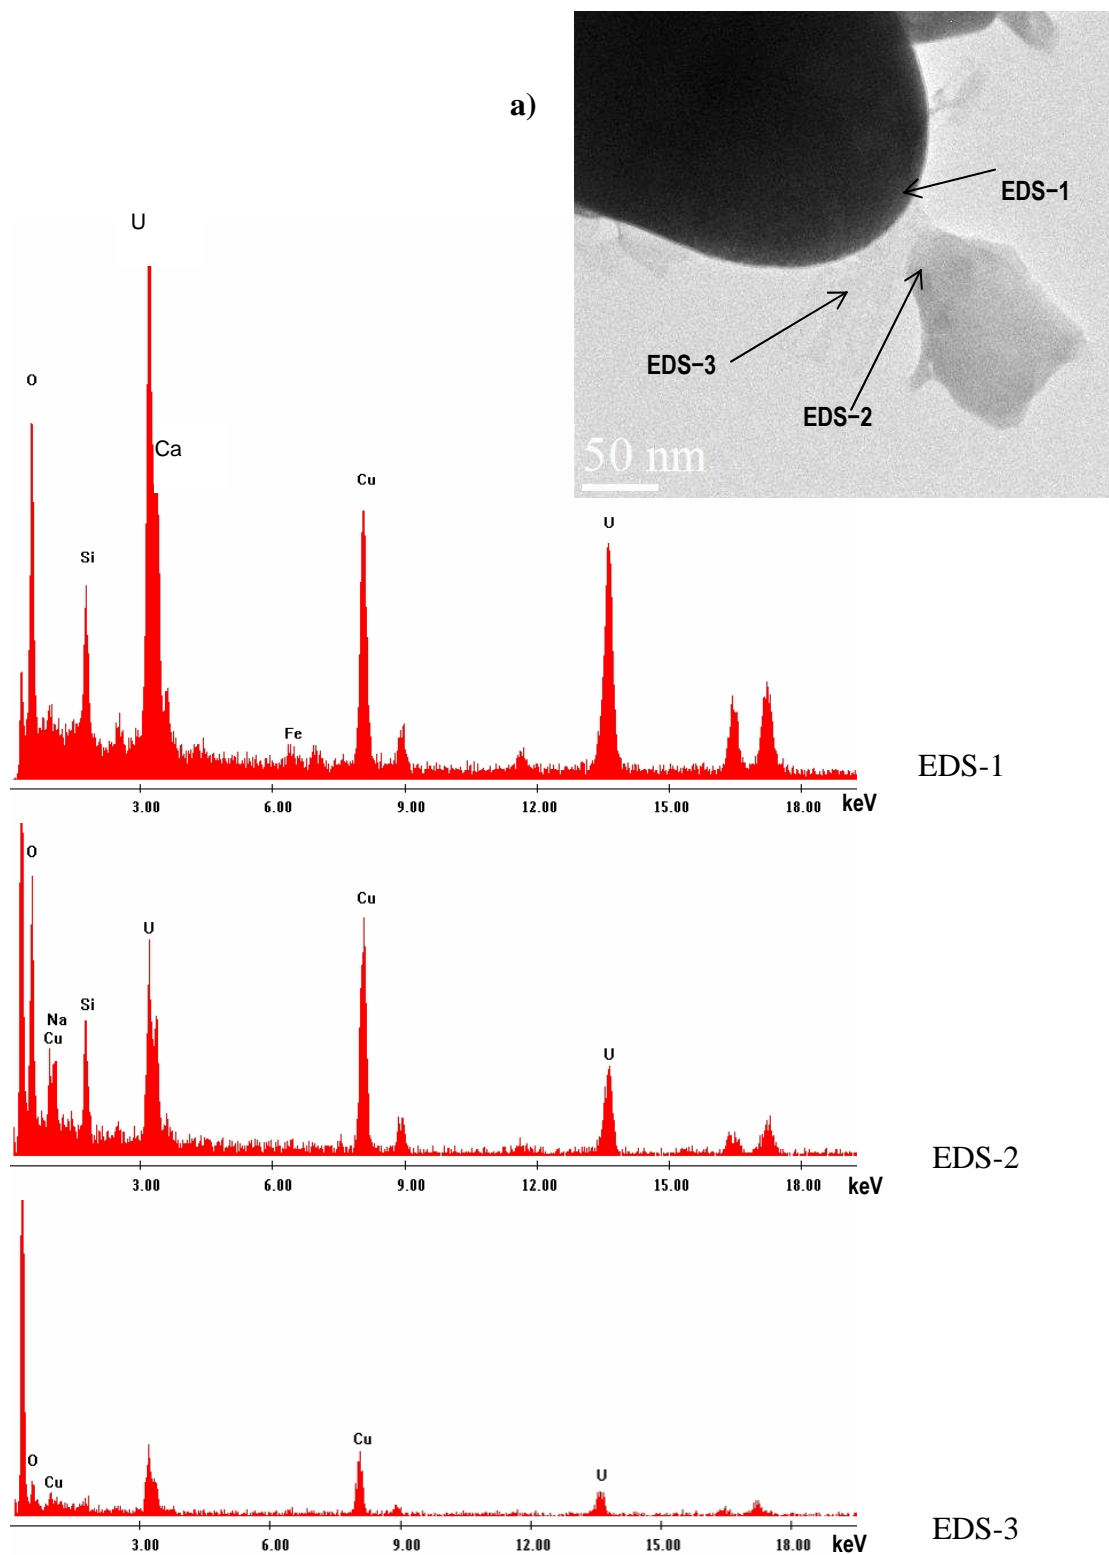 a)
EDS−1
EDS−3
EDS−2
50 nm
U
O
Ca
Si
Cu
U
Fe
3.00 6.00 9.00 12.00 15.00 18.00 keV
EDS-1
O
Cu
U
Na
Si
Cu
U
3.00 6.00 9.00 12.00 15.00 18.00 keV
EDS-2
Cu
O
U
Cu
3.00 6.00 9.00 12.00 15.00 18.00 keV
EDS-3